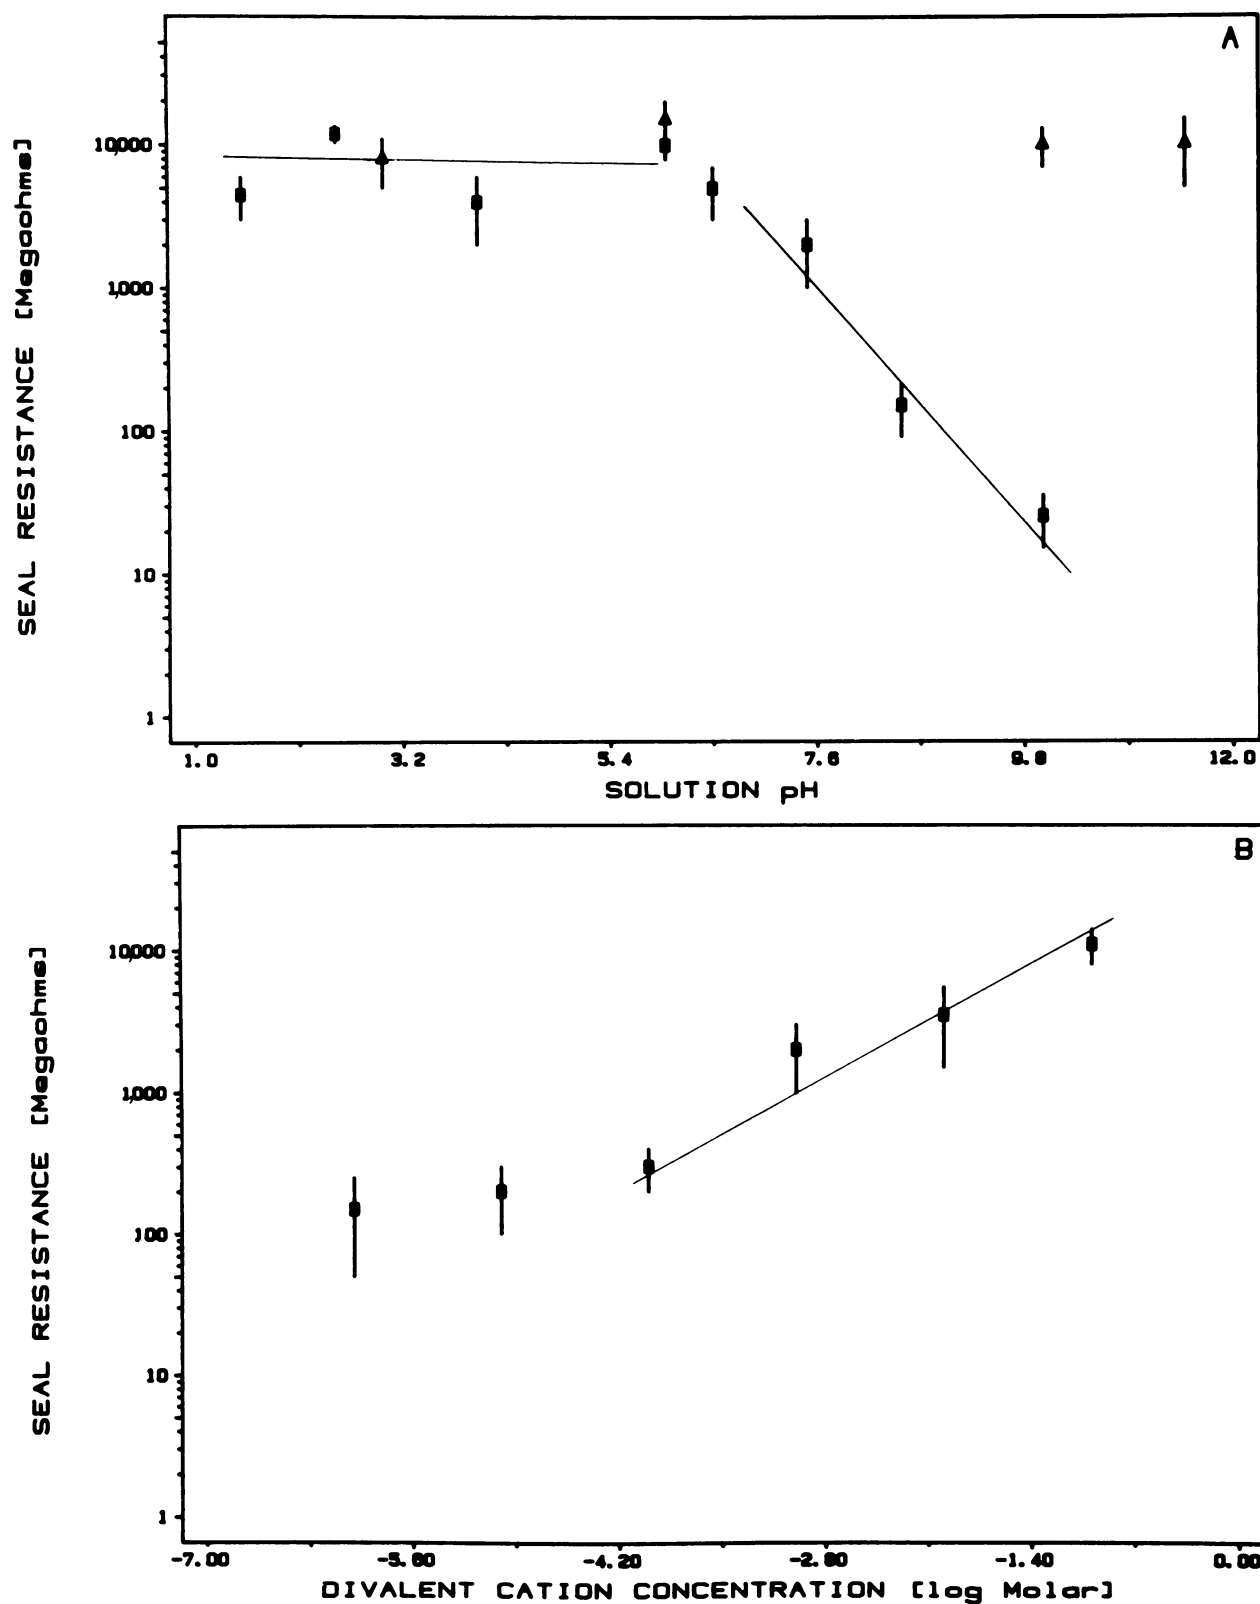 A
SEAL RESISTANCE [Megaohms]
10,000
1,000
100
10
1
1.0 3.2 5.4 7.6 9.8 12.0
SOLUTION pH
B
SEAL RESISTANCE [Megaohms]
10,000
1,000
100
10
1
-7.00 -5.60 -4.20 -2.80 -1.40 0.00
DIVALENT CATION CONCENTRATION [log Molar]